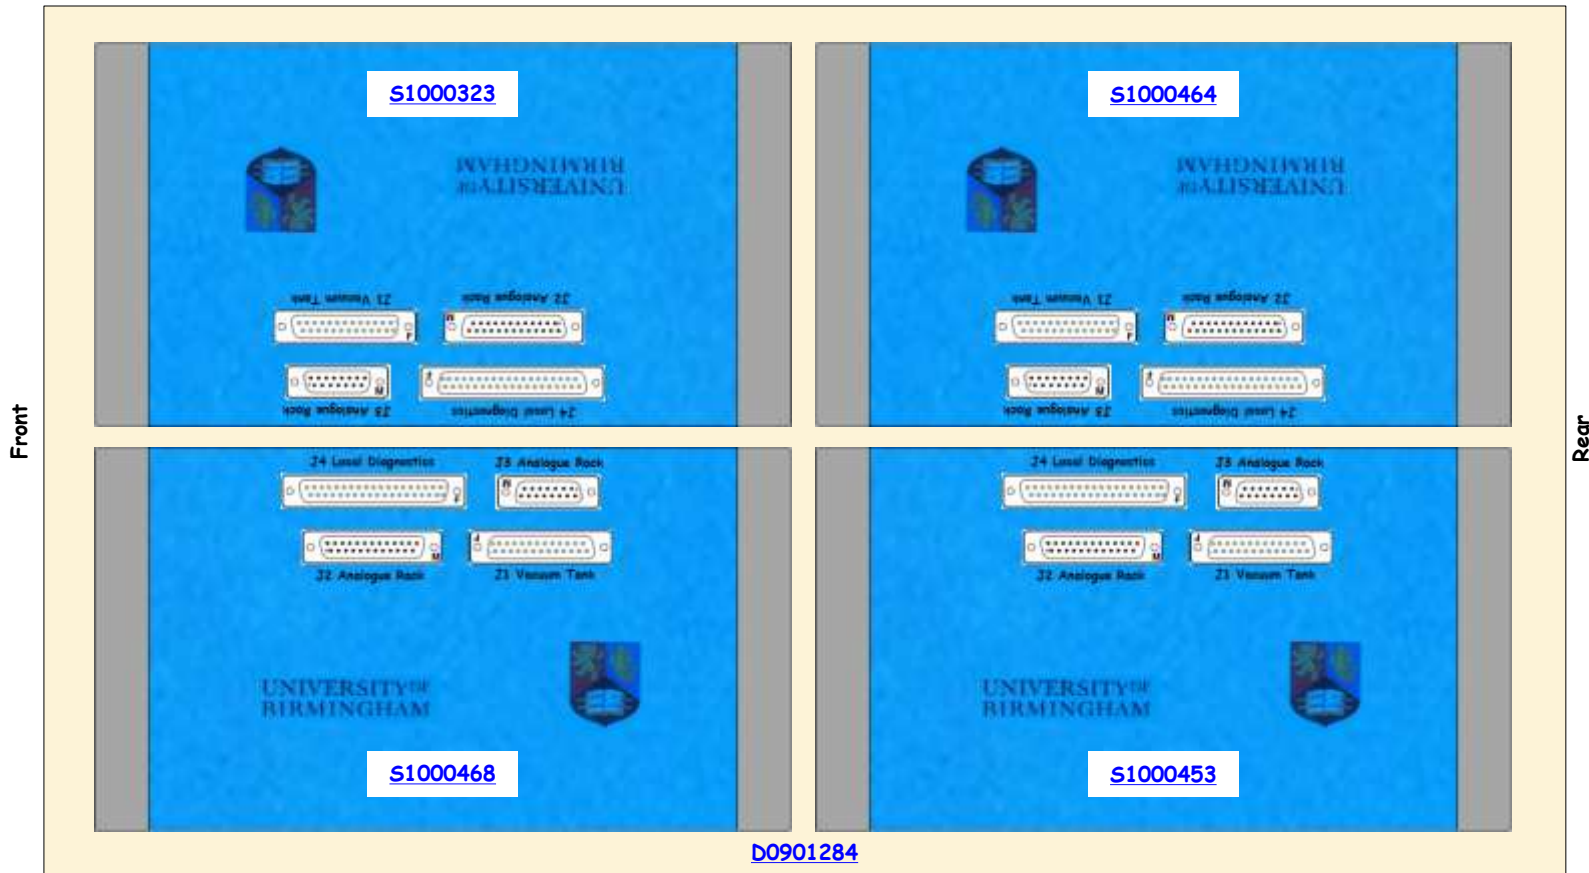 S1000323
S1000464
UNIVERSITY OF
BIRMINGHAM
UNIVERSITY OF
BIRMINGHAM
J1 Vacuum Tank
J2 Analogue Rack
J1 Vacuum Tank
J2 Analogue Rack
F
M
F
M
M
F
M
F
J3 Analogue Rack
J4 Local Diagnostics
J3 Analogue Rack
J4 Local Diagnostics
Front
Rear
J4 Local Diagnostics
J3 Analogue Rack
J4 Local Diagnostics
J3 Analogue Rack
F
M
F
M
M
F
M
F
J2 Analogue Rack
J1 Vacuum Tank
J2 Analogue Rack
J1 Vacuum Tank
UNIVERSITY OF
BIRMINGHAM
UNIVERSITY OF
BIRMINGHAM
S1000468
S1000453
D0901284